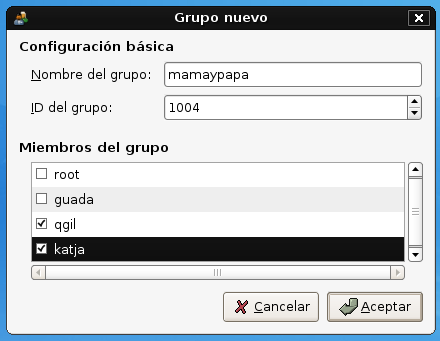 Grupo nuevo
Configuración básica
Nombre del grupo: mamaypapa
ID del grupo: 1004
Miembros del grupo
root
guada
qgil
katja
Cancelar Aceptar